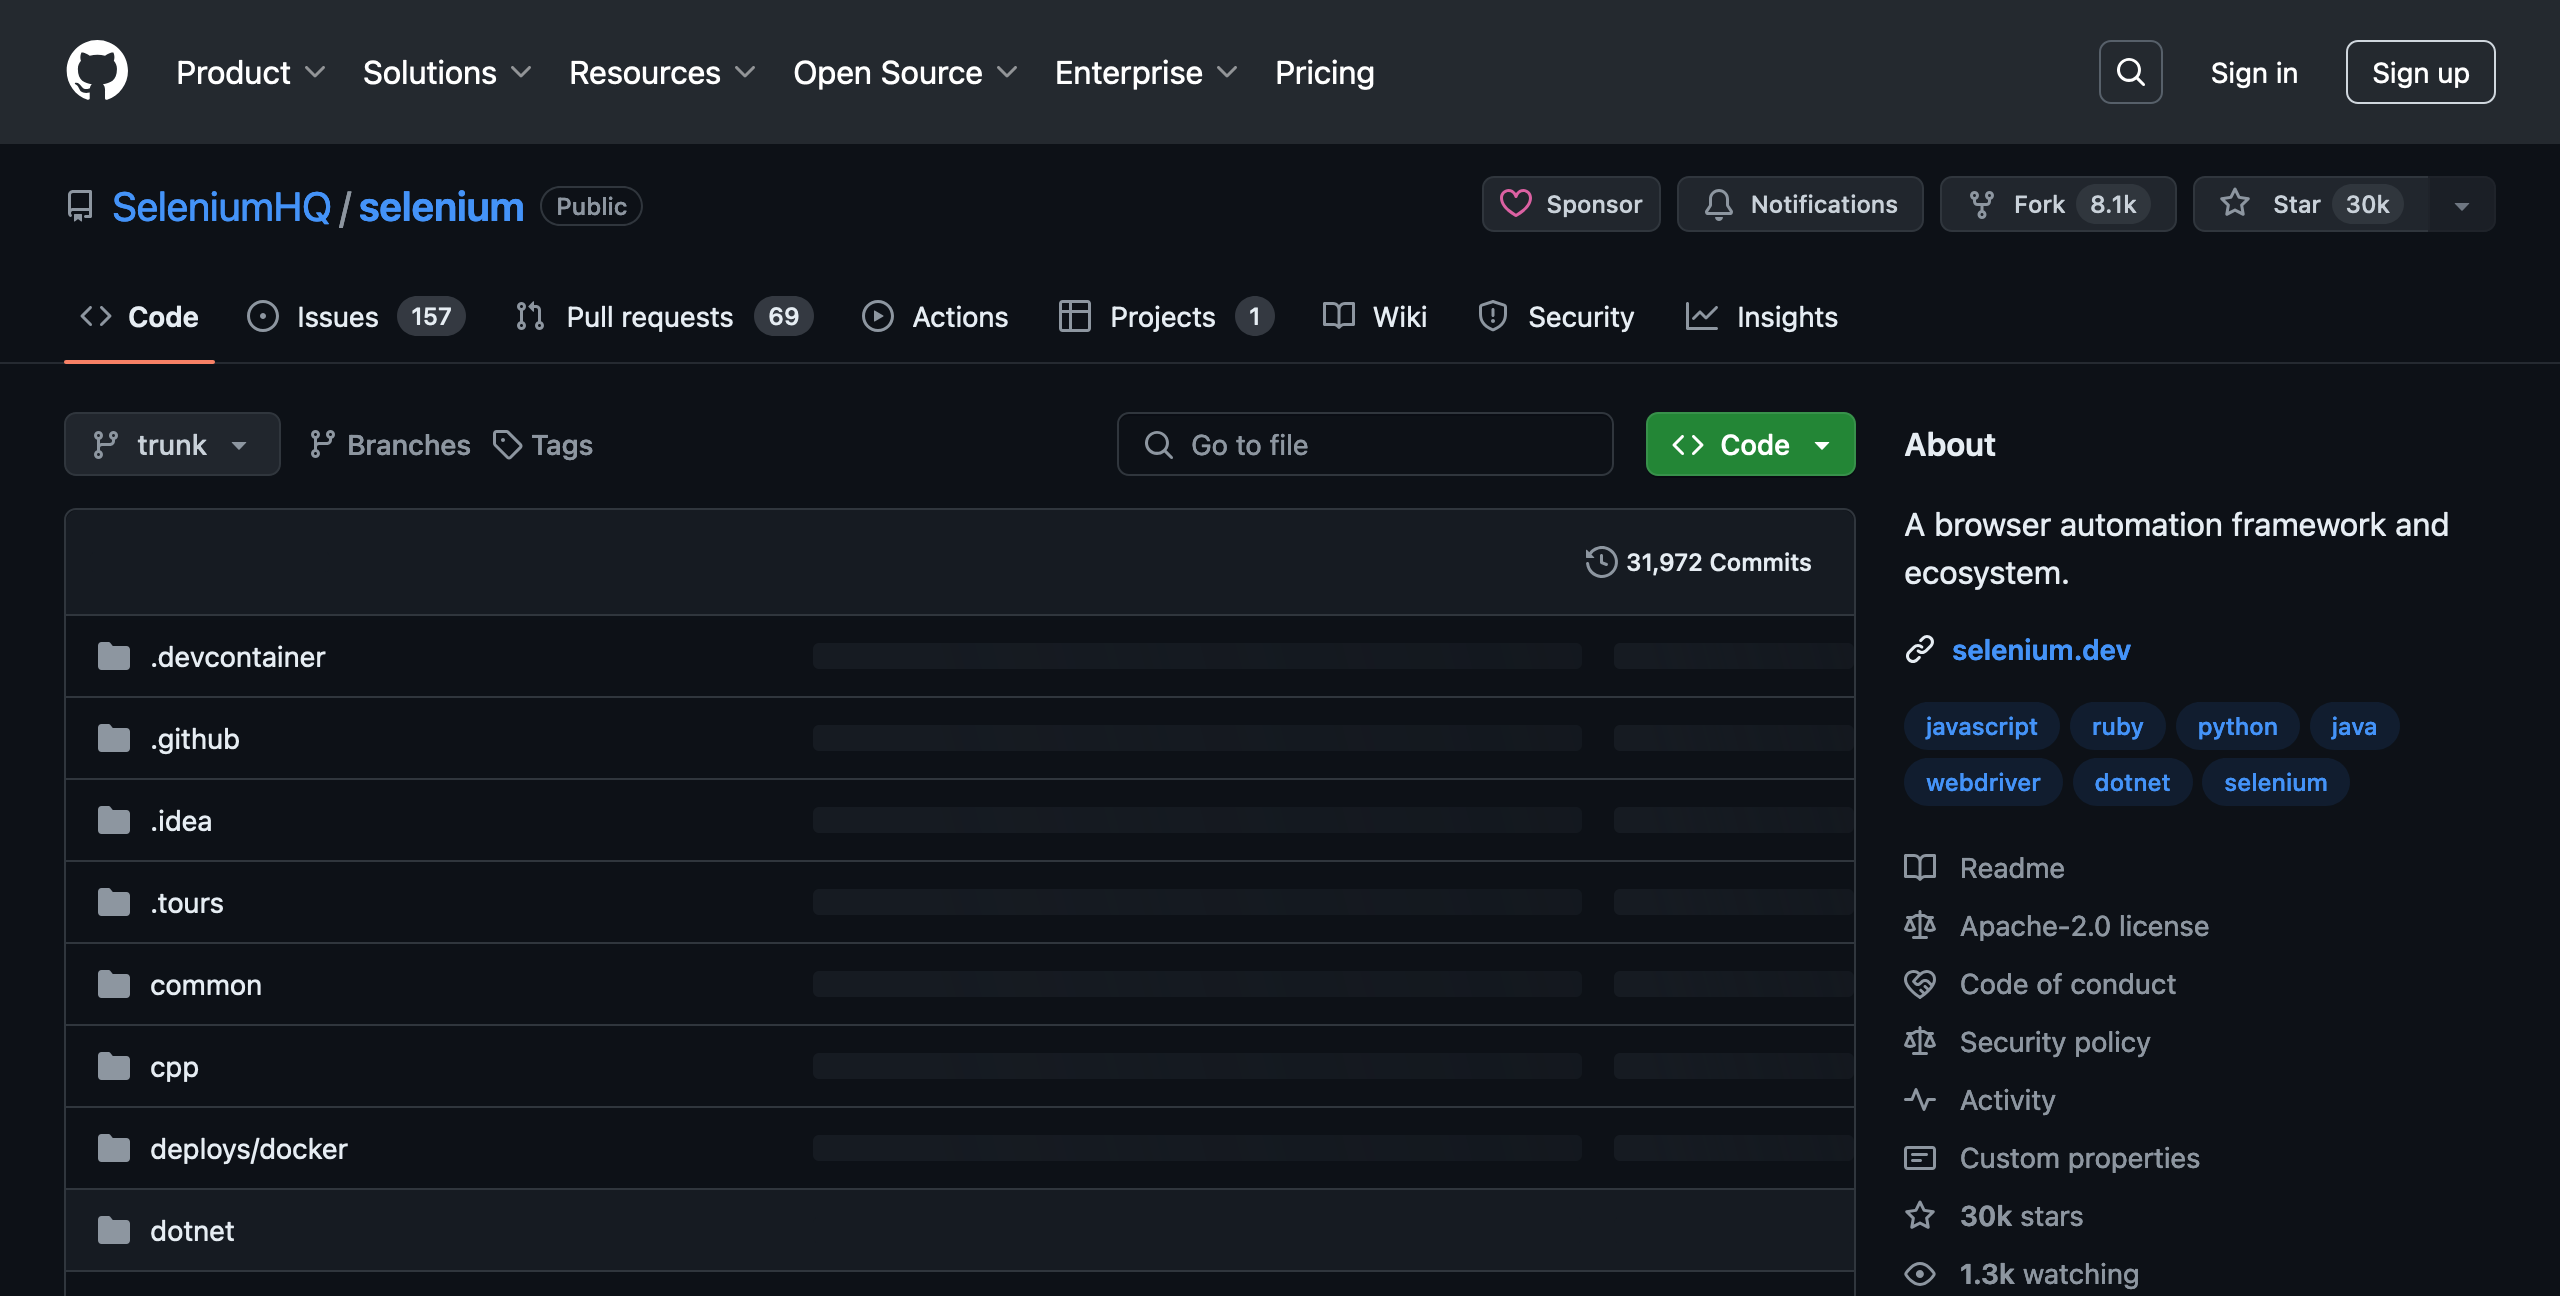 Product Solutions Resources Open Source Enterprise Pricing Sign in Sign up
SeleniumHQ / selenium Public Sponsor Notifications Fork 8.1k Star 30k
Code Issues 157 Pull requests 69 Actions Projects 1 Wiki Security Insights
trunk Branches Tags Go to file Code
31,972 Commits
.devcontainer
.github
.idea
.tours
common
cpp
deploys/docker
dotnet
About
A browser automation framework and
ecosystem.
selenium.dev
javascript ruby python java
webdriver dotnet selenium
Readme
Apache-2.0 license
Code of conduct
Security policy
Activity
Custom properties
30k stars
1.3k watching